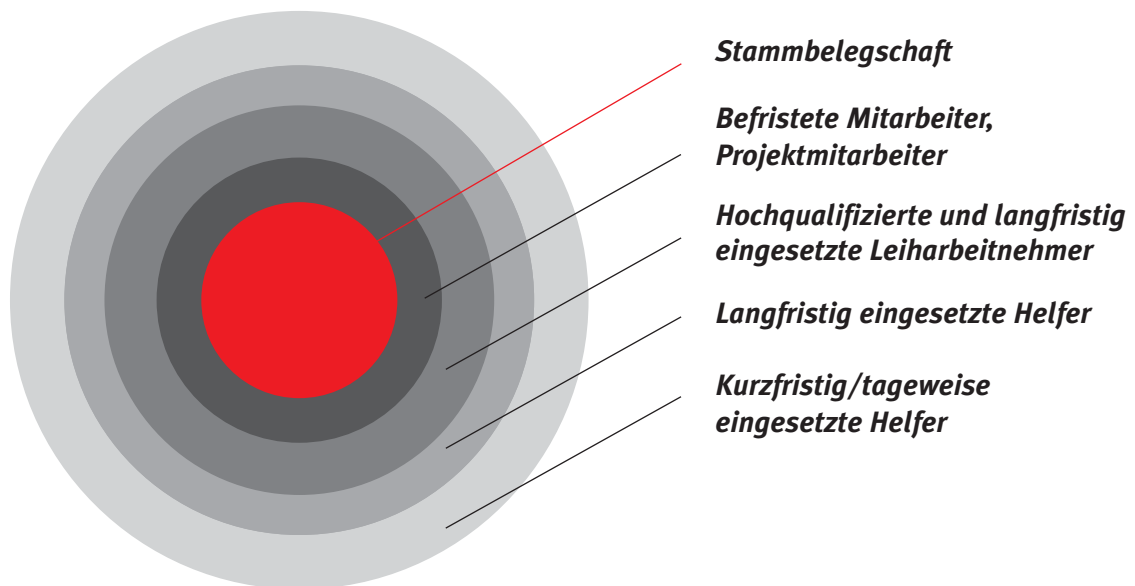 Stammbelegschaft
Befristete Mitarbeiter,
Projektmitarbeiter
Hochqualifizierte und langfristig
eingesetzte Leiharbeitnehmer
Langfristig eingesetzte Helfer
Kurzfristig/tageweise
eingesetzte Helfer